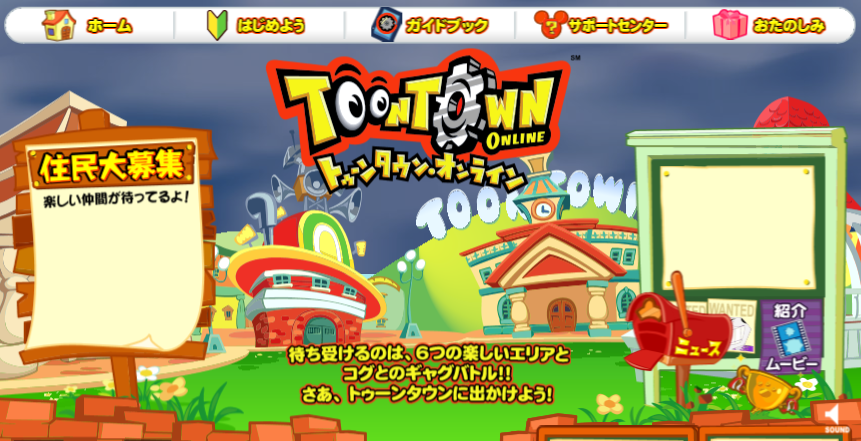 ホーム
はじめよう
ガイドブック
サポートセンター
おたのしみ
TOONTOWN
ONLINE
SM
トゥーンタウン・オンライン
住民大募集
楽しい仲間が待ってるよ!
TOONTOWN
WANTED
紹介
ムービー
ニュース
待ち受けるのは、6つの楽しいエリアと
コグとのギャグバトル!!
さあ、トゥーンタウンに出かけよう!
SOUND